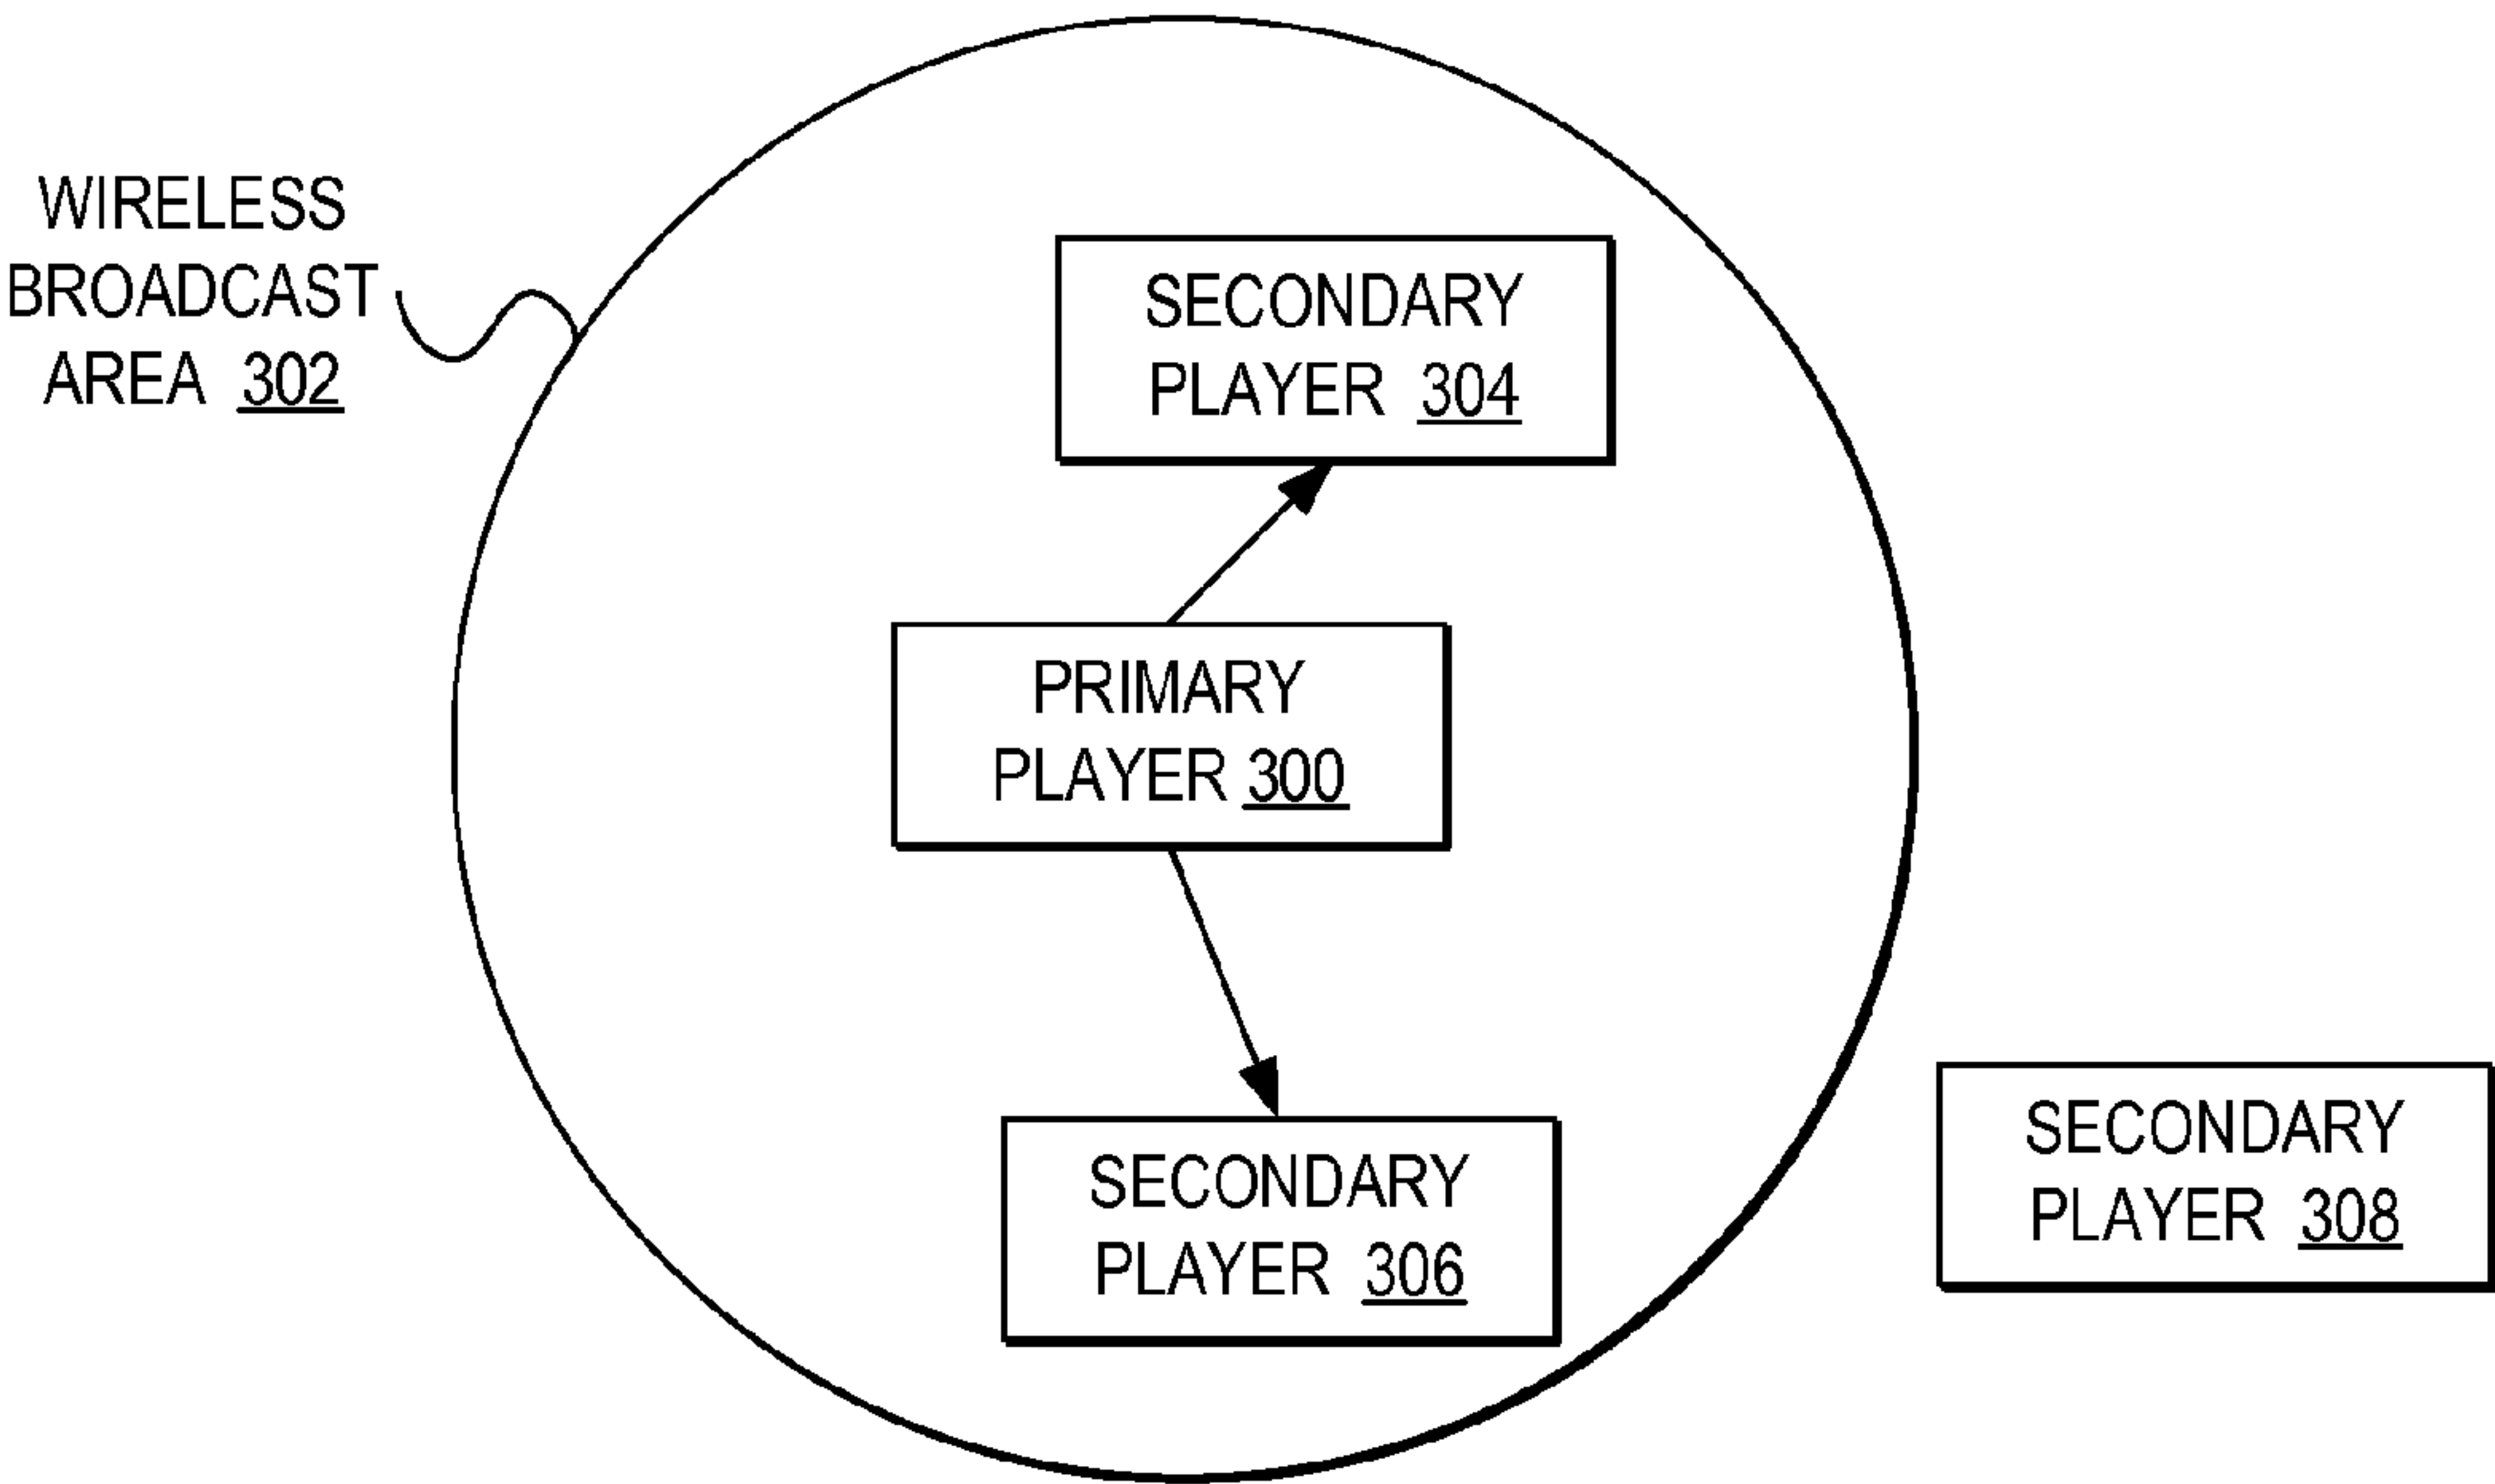 WIRELESS
BROADCAST
AREA 302
SECONDARY
PLAYER 304
PRIMARY
PLAYER 300
SECONDARY
PLAYER 306
SECONDARY
PLAYER 308